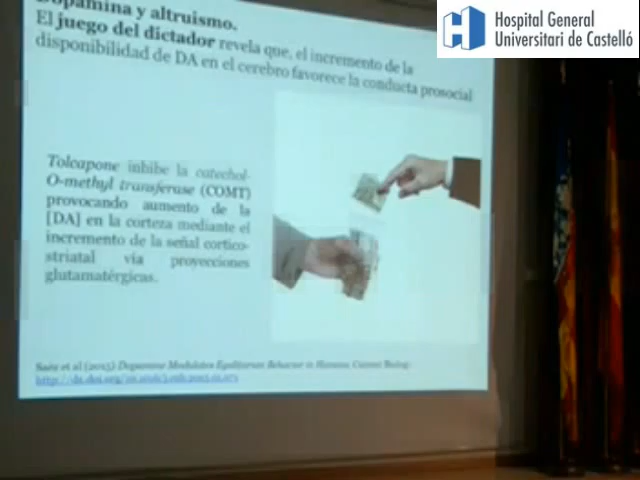 Hospital General
Universitari de Castelló
Dopamina y altruismo.
El juego del dictador revela que, el incremento de la
disponibilidad de DA en el cerebro favorece la conducta prosocial
Tolcapone inhibe la catechol-
O-methyl transferase (COMT)
provocando aumento de la
[DA] en la corteza mediante el
incremento de la señal cortico-
striatal via proyecciones
glutamatérgicas.
Saez et al (2015) Dopamine Modulates Egalitarian Behavior in Humans. Current Biology